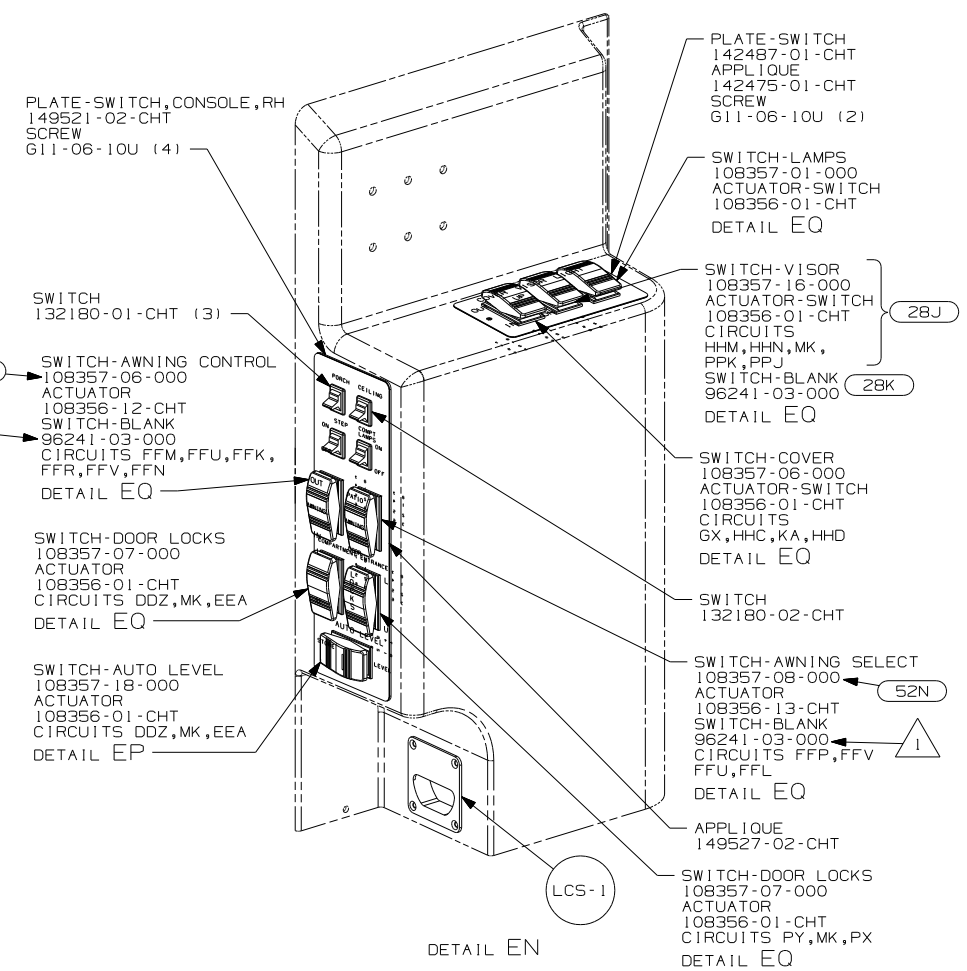 PLATE-SWITCH,CONSOLE,RH
149521-02-CHT
SCREW
G11-06-10U (4)
SWITCH
132180-01-CHT (3)
SWITCH-AWNING CONTROL
108357-06-000
ACTUATOR
108356-12-CHT
SWITCH-BLANK
96241-03-000
CIRCUITS FFM,FFU,FFK,
FFR,FFV,FFN
DETAIL EQ
SWITCH-DOOR LOCKS
108357-07-000
ACTUATOR
108356-01-CHT
CIRCUITS DDZ,MK,EEA
DETAIL EQ
SWITCH-AUTO LEVEL
108357-18-000
ACTUATOR
108356-01-CHT
CIRCUITS DDZ,MK,EEA
DETAIL EP
PORCH
CEILING
STEP
COMPT
LAMPS
ON
ON
OFF
OUT
PATIO
COMPARTMENT ENTRANCE
L
L
O
C
K
S
U
AUTO LEVEL
STORE
LEVEL
PLATE-SWITCH
142487-01-CHT
APPLIQUE
142475-01-CHT
SCREW
G11-06-10U (2)
SWITCH-LAMPS
108357-01-000
ACTUATOR-SWITCH
108356-01-CHT
DETAIL EQ
SWITCH-VISOR
108357-16-000
ACTUATOR-SWITCH
108356-01-CHT
CIRCUITS
HHM,HHN,MK,
PPK,PPJ
28J
SWITCH-BLANK
96241-03-000
28K
DETAIL EQ
SWITCH-COVER
108357-06-000
ACTUATOR-SWITCH
108356-01-CHT
CIRCUITS
GX,HHC,KA,HHD
DETAIL EQ
SWITCH
132180-02-CHT
SWITCH-AWNING SELECT
108357-08-000
52N
ACTUATOR
108356-13-CHT
SWITCH-BLANK
96241-03-000
1
CIRCUITS FFP,FFV
FFU,FFL
DETAIL EQ
APPLIQUE
149527-02-CHT
SWITCH-DOOR LOCKS
108357-07-000
ACTUATOR
108356-01-CHT
CIRCUITS PY,MK,PX
DETAIL EQ
LCS-1
DETAIL EN